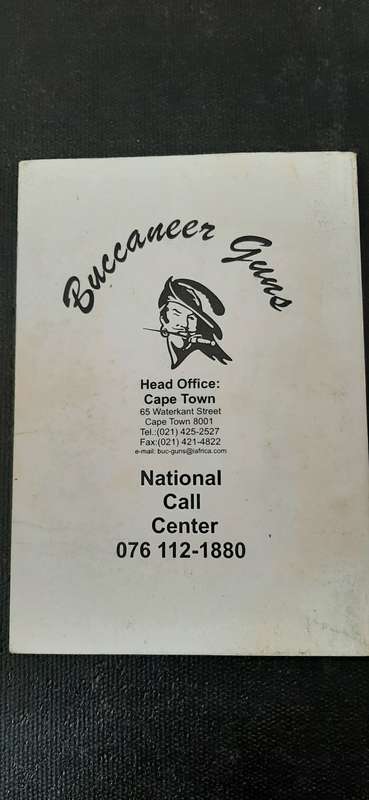 Buccaneer Guns
Head Office:
Cape Town
65 Waterkant Street
Cape Town 8001
Tel.:(021) 425-2527
Fax:(021) 421-4822
e-mail: buc-guns@iafrica.com
National
Call
Center
076 112-1880